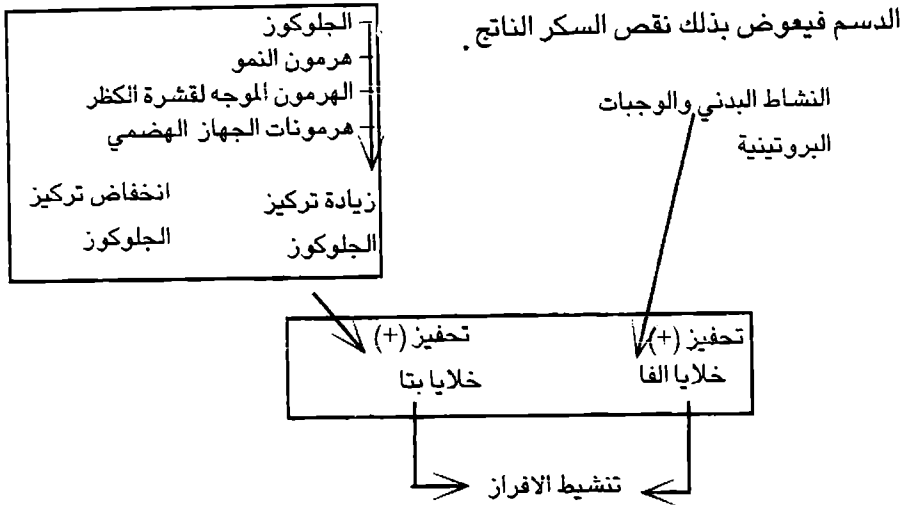 الدسم فيعوض بذلك نقص السكر الناتج .
الجلوكوز
هرمون النمو
الهرمون الموجه لقشرة الكظر
هرمونات الجهاز الهضمي
زيادة تركيز
الجلوكوز
انخفاض تركيز
الجلوكوز
النشاط البدني والوجبات
البروتينية
تحفيز (+)
خلايا الفا
تحفيز (+)
خلايا بتا
تنشيط الافراز